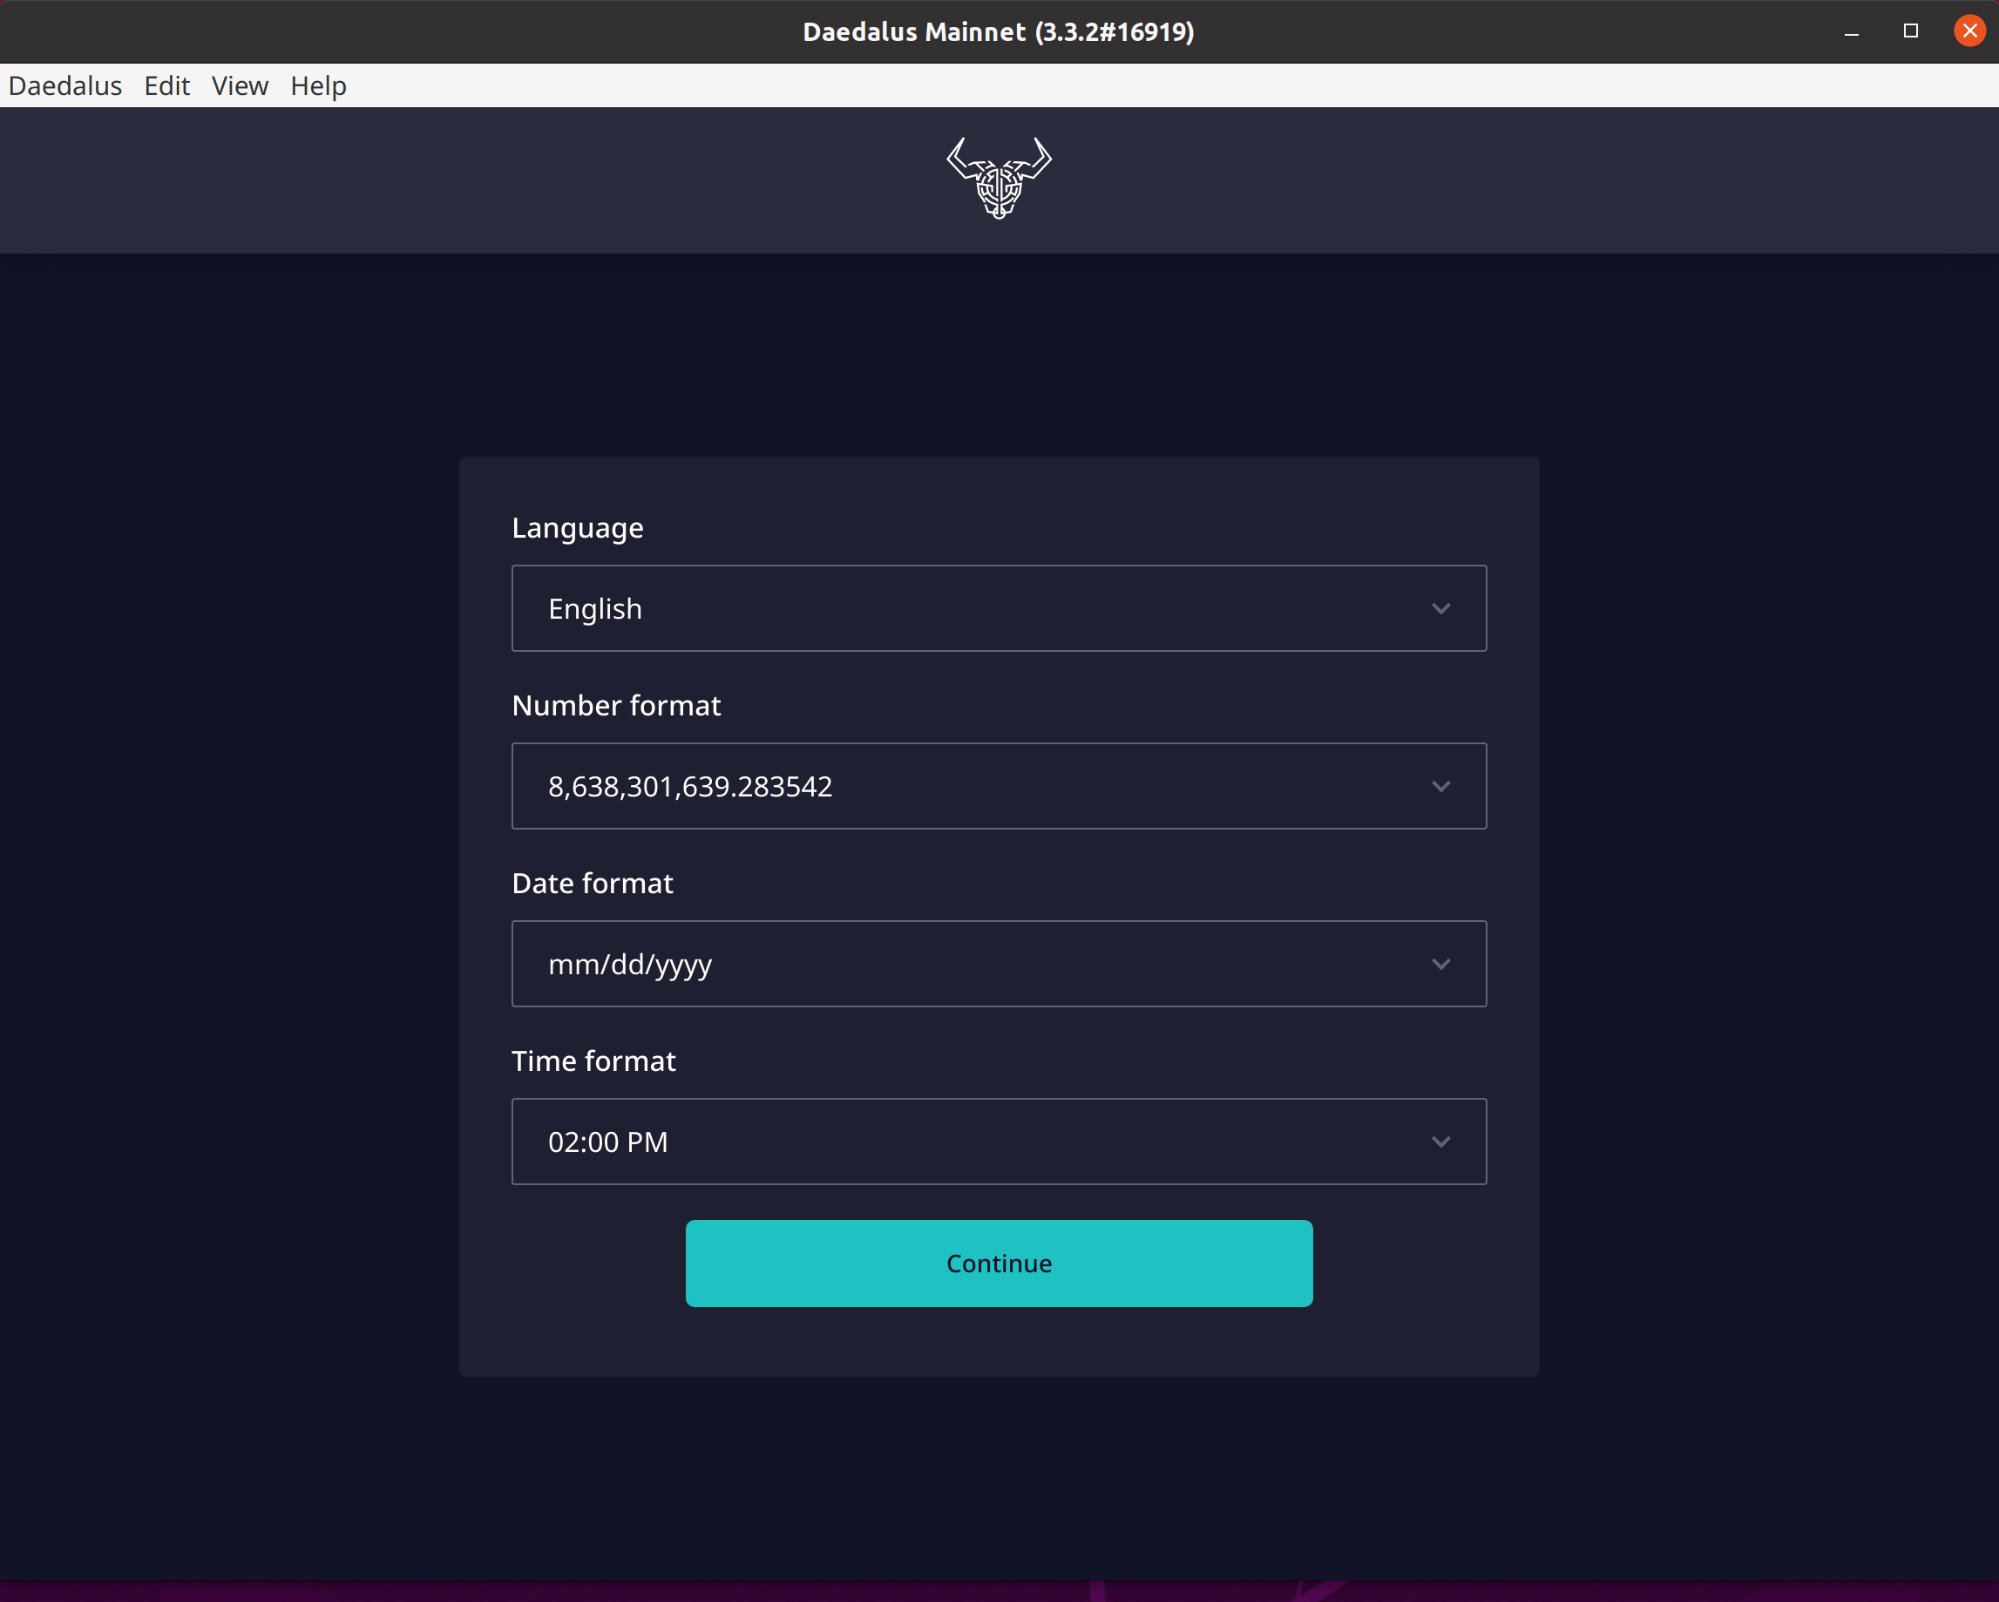 Daedalus Mainnet (3.3.2#16919)
Daedalus Edit View Help
Language
English
Number format
8,638,301,639.283542
Date format
mm/dd/yyyy
Time format
02:00 PM
Continue